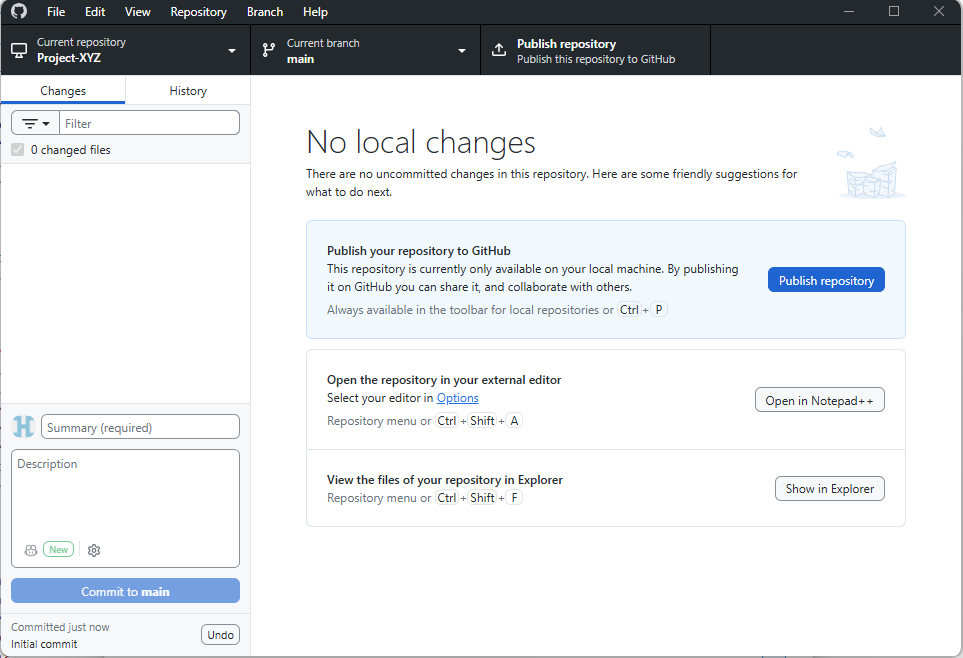 File Edit View Repository Branch Help
Current repository
Project-XYZ
Current branch
main
Publish repository
Publish this repository to GitHub
Changes
History
Filter
0 changed files
No local changes
There are no uncommitted changes in this repository. Here are some friendly suggestions for
what to do next.
Publish your repository to GitHub
This repository is currently only available on your local machine. By publishing
it on GitHub you can share it, and collaborate with others.
Always available in the toolbar for local repositories or Ctrl + P
Publish repository
Open the repository in your external editor
Select your editor in Options
Repository menu or Ctrl + Shift + A
Open in Notepad++
View the files of your repository in Explorer
Repository menu or Ctrl + Shift + F
Show in Explorer
Summary (required)
Description
New
Commit to main
Committed just now
Initial commit
Undo